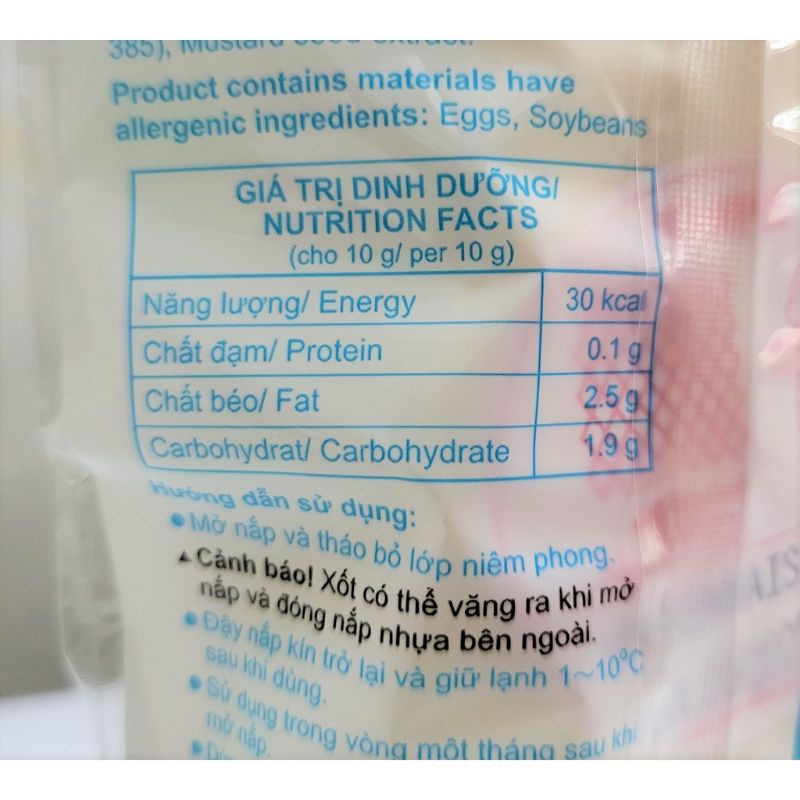 385), Mustard seed extract.
Product contains materials have
allergenic ingredients: Eggs, Soybeans
GIÁ TRỊ DINH DƯỠNG/
NUTRITION FACTS
(cho 10 g/ per 10 g)
Năng lượng/ Energy 30 kcal
Chất đạm/ Protein 0.1 g
Chất béo/ Fat 2.5 g
Carbohydrat/ Carbohydrate 1.9 g
Hướng dẫn sử dụng:
•Mở nắp và tháo bỏ lớp niêm phong.
▲Cảnh báo! Xốt có thể văng ra khi mở
nắp và đóng nắp nhựa bên ngoài.
•Đậy nắp kín trở lại và giữ lạnh 1~10°C
sau khi dùng.
•Sử dụng trong vòng một tháng sau khi
mở nắp.